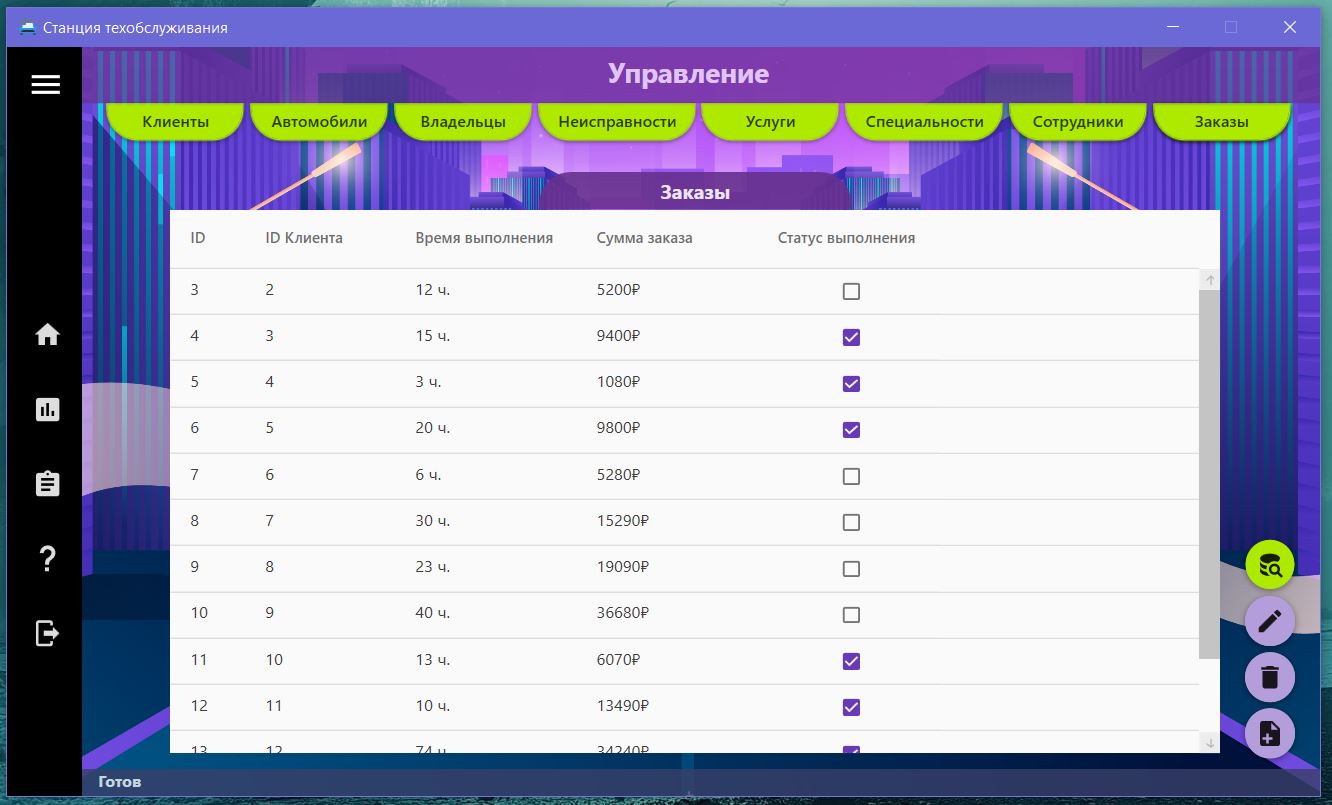 Станция техобслуживания
Управление
Клиенты Автомобили Владельцы Неисправности Услуги Специальности Сотрудники Заказы
Заказы
ID ID Клиента Время выполнения Сумма заказа Статус выполнения
3 2 12 ч. 5200₽
4 3 15 ч. 9400₽
5 4 3 ч. 1080₽
6 5 20 ч. 9800₽
7 6 6 ч. 5280₽
8 7 30 ч. 15290₽
9 8 23 ч. 19090₽
10 9 40 ч. 36680₽
11 10 13 ч. 6070₽
12 11 10 ч. 13490₽
13 12 74 ч. 34240₽
Готов